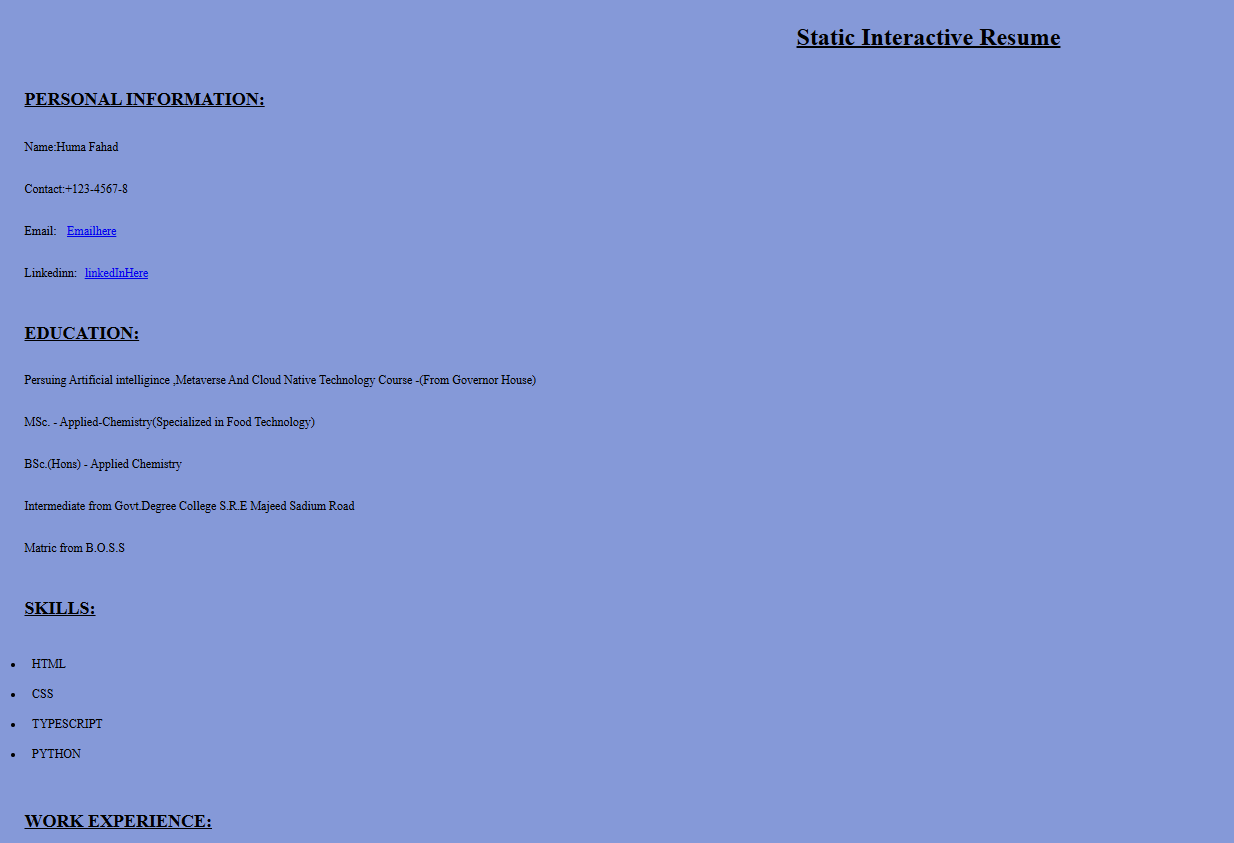 Static Interactive Resume
PERSONAL INFORMATION:
Name:Huma Fahad
Contact:+123-4567-8
Email: Emailhere
Linkedinn: linkedInHere
EDUCATION:
Persuing Artificial intelligince ,Metaverse And Cloud Native Technology Course -(From Governor House)
MSc. - Applied-Chemistry(Specialized in Food Technology)
BSc.(Hons) - Applied Chemistry
Intermediate from Govt.Degree College S.R.E Majeed Sadium Road
Matric from B.O.S.S
SKILLS:
• HTML
• CSS
• TYPESCRIPT
• PYTHON
WORK EXPERIENCE: